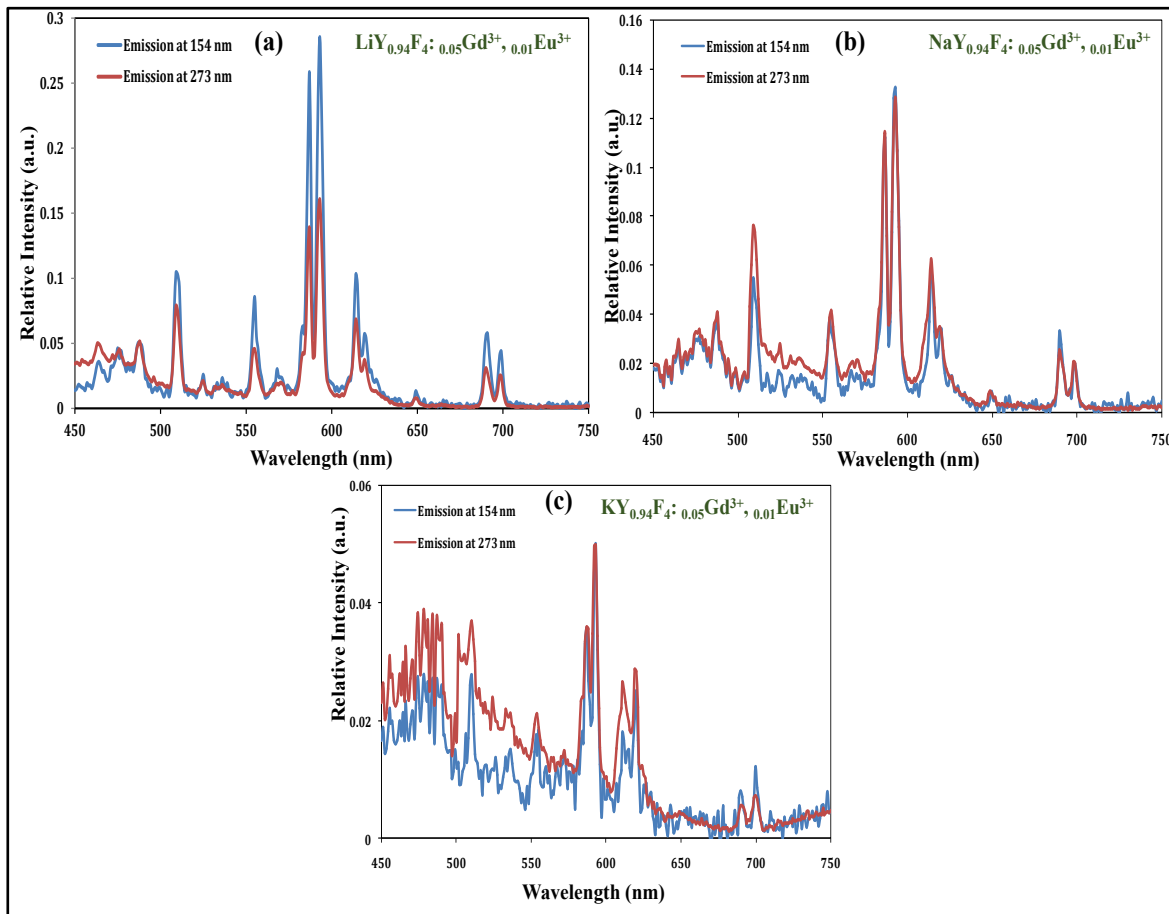 (a)
LiY0.94F4: 0.05Gd3+, 0.01Eu3+
Emission at 154 nm
Emission at 273 nm
Relative Intensity (a.u.)
0.3
0.25
0.2
0.15
0.1
0.05
0
450 500 550 600 650 700 750
Wavelength (nm)
(b)
NaY0.94F4: 0.05Gd3+, 0.01Eu3+
Emission at 154 nm
Emission at 273 nm
Relative Intensity (a.u.)
0.16
0.14
0.12
0.10
0.08
0.06
0.04
0.02
0
450 500 550 600 650 700 750
Wavelength (nm)
(c)
KY0.94F4: 0.05Gd3+, 0.01Eu3+
Emission at 154 nm
Emission at 273 nm
Relative Intensity (a.u.)
0.06
0.04
0.02
0
450 500 550 600 650 700 750
Wavelength (nm)